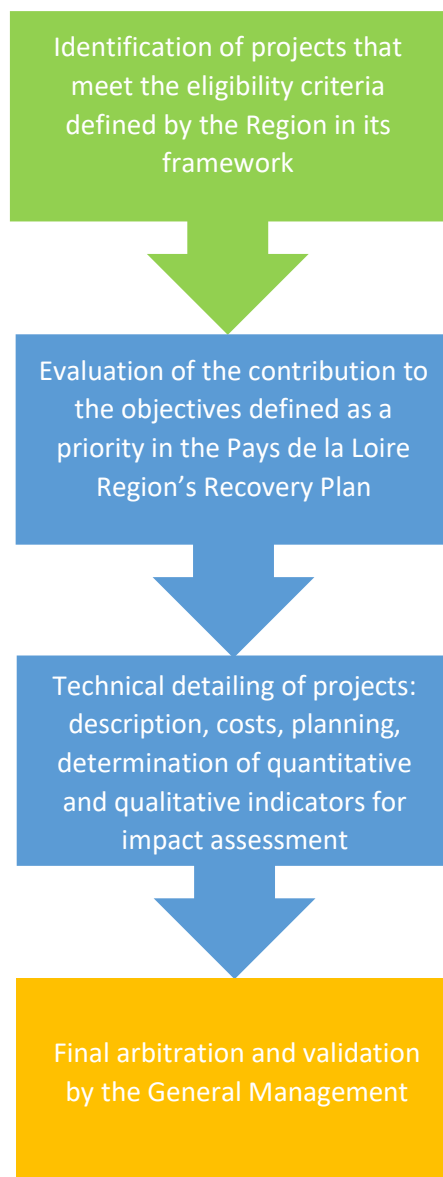 Identification of projects that
meet the eligibility criteria
defined by the Region in its
framework
Evaluation of the contribution to
the objectives defined as a
priority in the Pays de la Loire
Region’s Recovery Plan
Technical detailing of projects:
description, costs, planning,
determination of quantitative
and qualitative indicators for
impact assessment
Final arbitration and validation
by the General Management